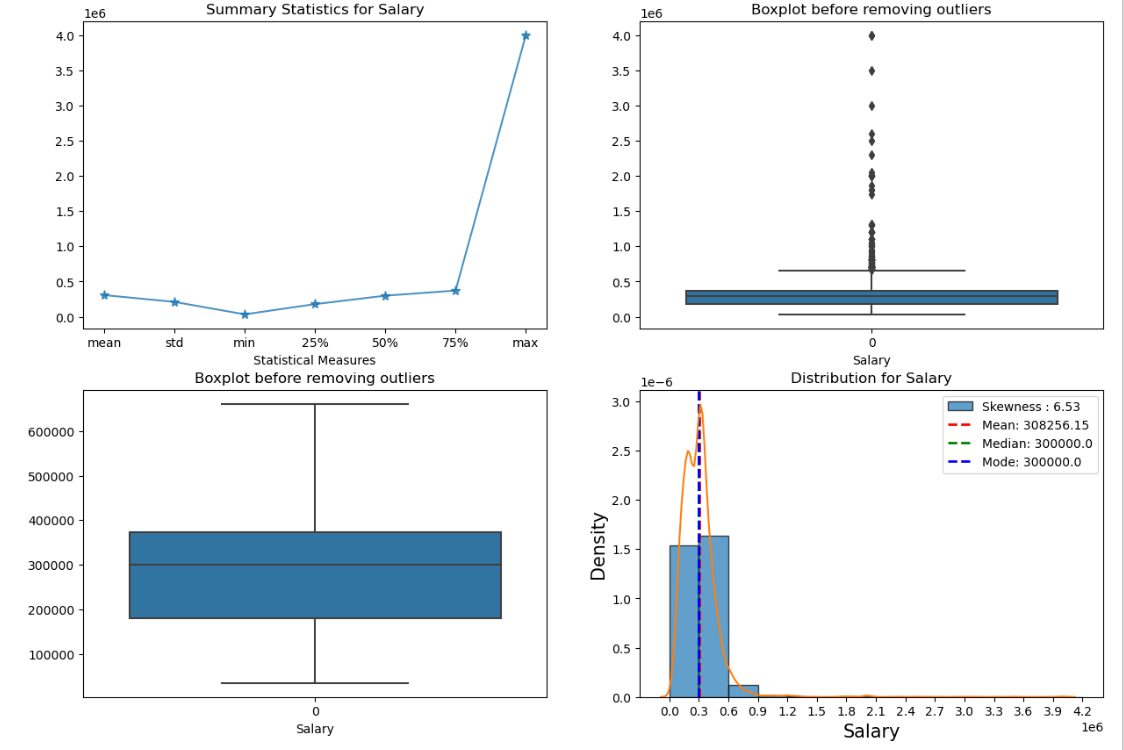 Summary Statistics for Salary
1e6
4.0
3.5
3.0
2.5
2.0
1.5
1.0
0.5
0.0
mean std min 25% 50% 75% max
Statistical Measures
Boxplot before removing outliers
1e6
4.0
3.5
3.0
2.5
2.0
1.5
1.0
0.5
0.0
0
Salary
Boxplot before removing outliers
600000
500000
400000
300000
200000
100000
0
Salary
Distribution for Salary
1e−6
3.0
2.5
2.0
1.5
1.0
0.5
0.0
Density
Skewness : 6.53
Mean: 308256.15
Median: 300000.0
Mode: 300000.0
0.0 0.3 0.6 0.9 1.2 1.5 1.8 2.1 2.4 2.7 3.0 3.3 3.6 3.9 4.2
1e6
Salary